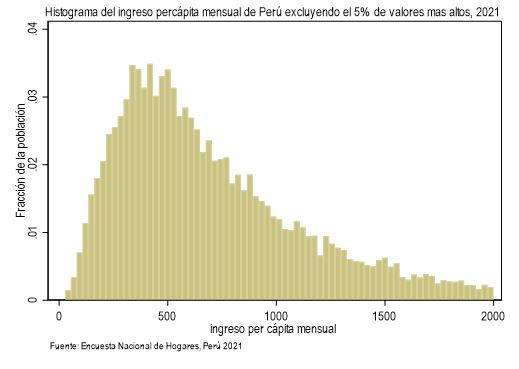 Histograma del ingreso percápita mensual de Perú excluyendo el 5% de valores mas altos, 2021
Fracción de la población
.04
.03
.02
.01
0
0 500 1000 1500 2000
ingreso per cápita mensual
Fuente: Encuesta Nacional de Hogares, Perú 2021